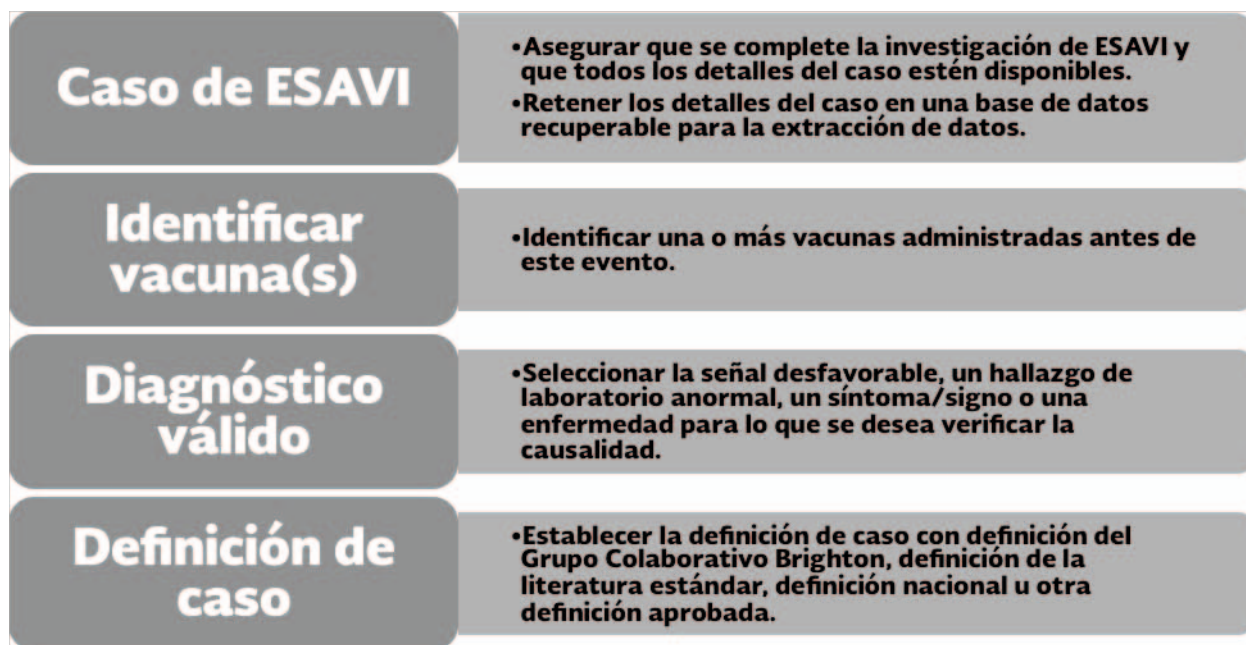 Caso de ESAVI
•Asegurar que se complete la investigación de ESAVI y
que todos los detalles del caso estén disponibles.
•Retener los detalles del caso en una base de datos
recuperable para la extracción de datos.
Identificar
vacuna(s)
•Identificar una o más vacunas administradas antes de
este evento.
Diagnóstico
válido
•Seleccionar la señal desfavorable, un hallazgo de
laboratorio anormal, un síntoma/signo o una
enfermedad para lo que se desea verificar la
causalidad.
Definición de
caso
•Establecer la definición de caso con definición del
Grupo Colaborativo Brighton, definición de la
literatura estándar, definición nacional u otra
definición aprobada.